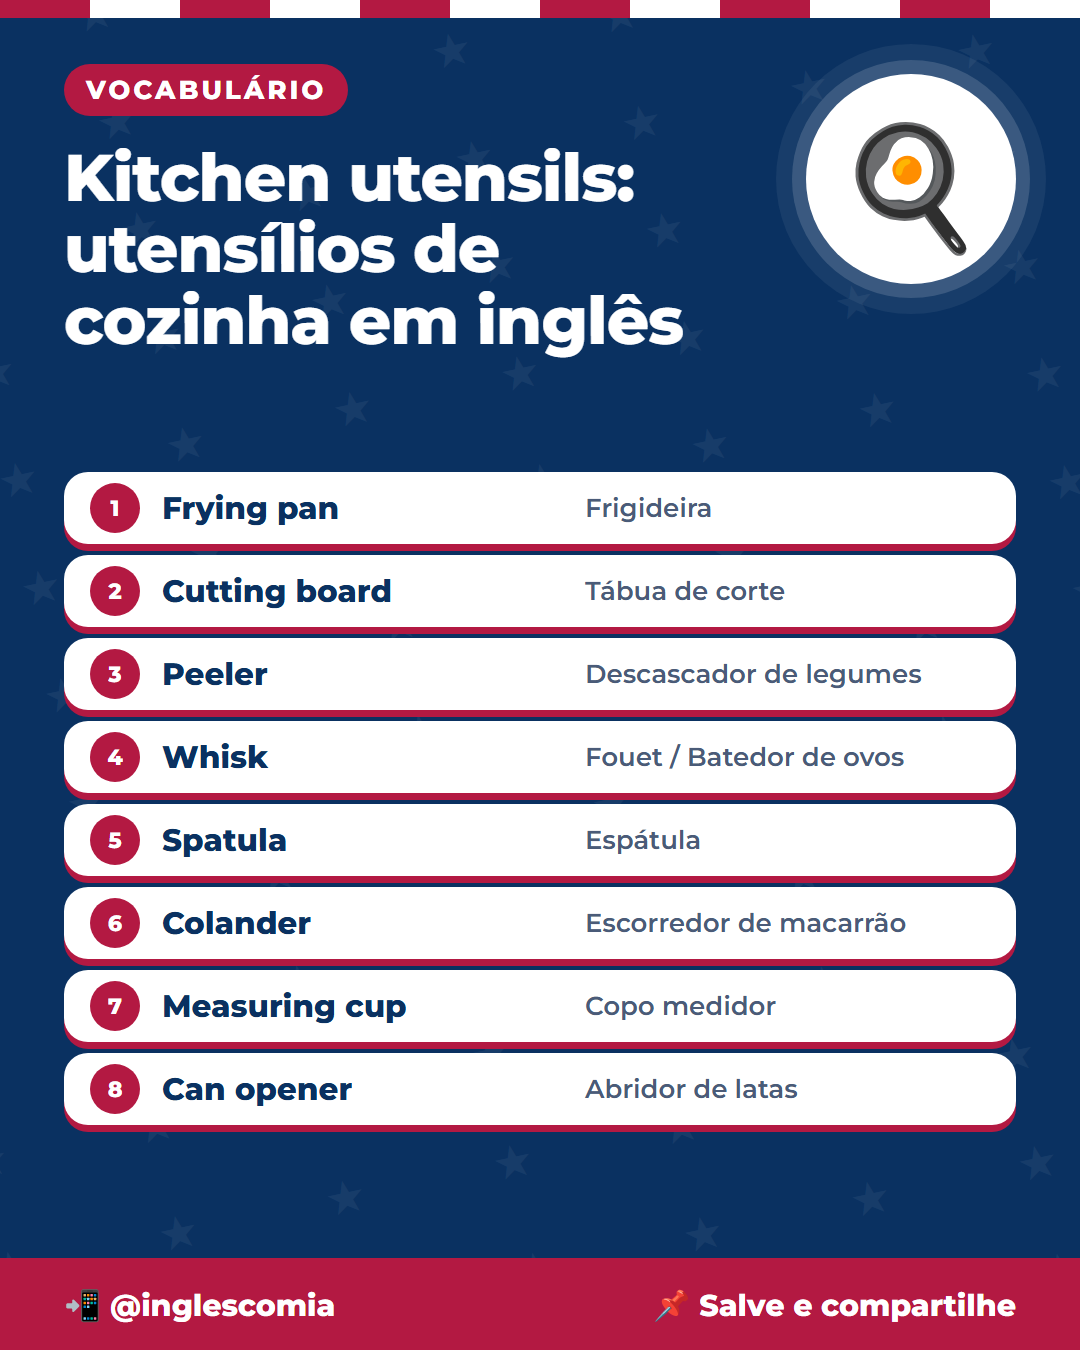 VOCABULÁRIO
Kitchen utensils:
utensílios de
cozinha em inglês
1 Frying pan Frigideira
2 Cutting board Tábua de corte
3 Peeler Descascador de legumes
4 Whisk Fouet / Batedor de ovos
5 Spatula Espátula
6 Colander Escorredor de macarrão
7 Measuring cup Copo medidor
8 Can opener Abridor de latas
@inglescomia Salve e compartilhe